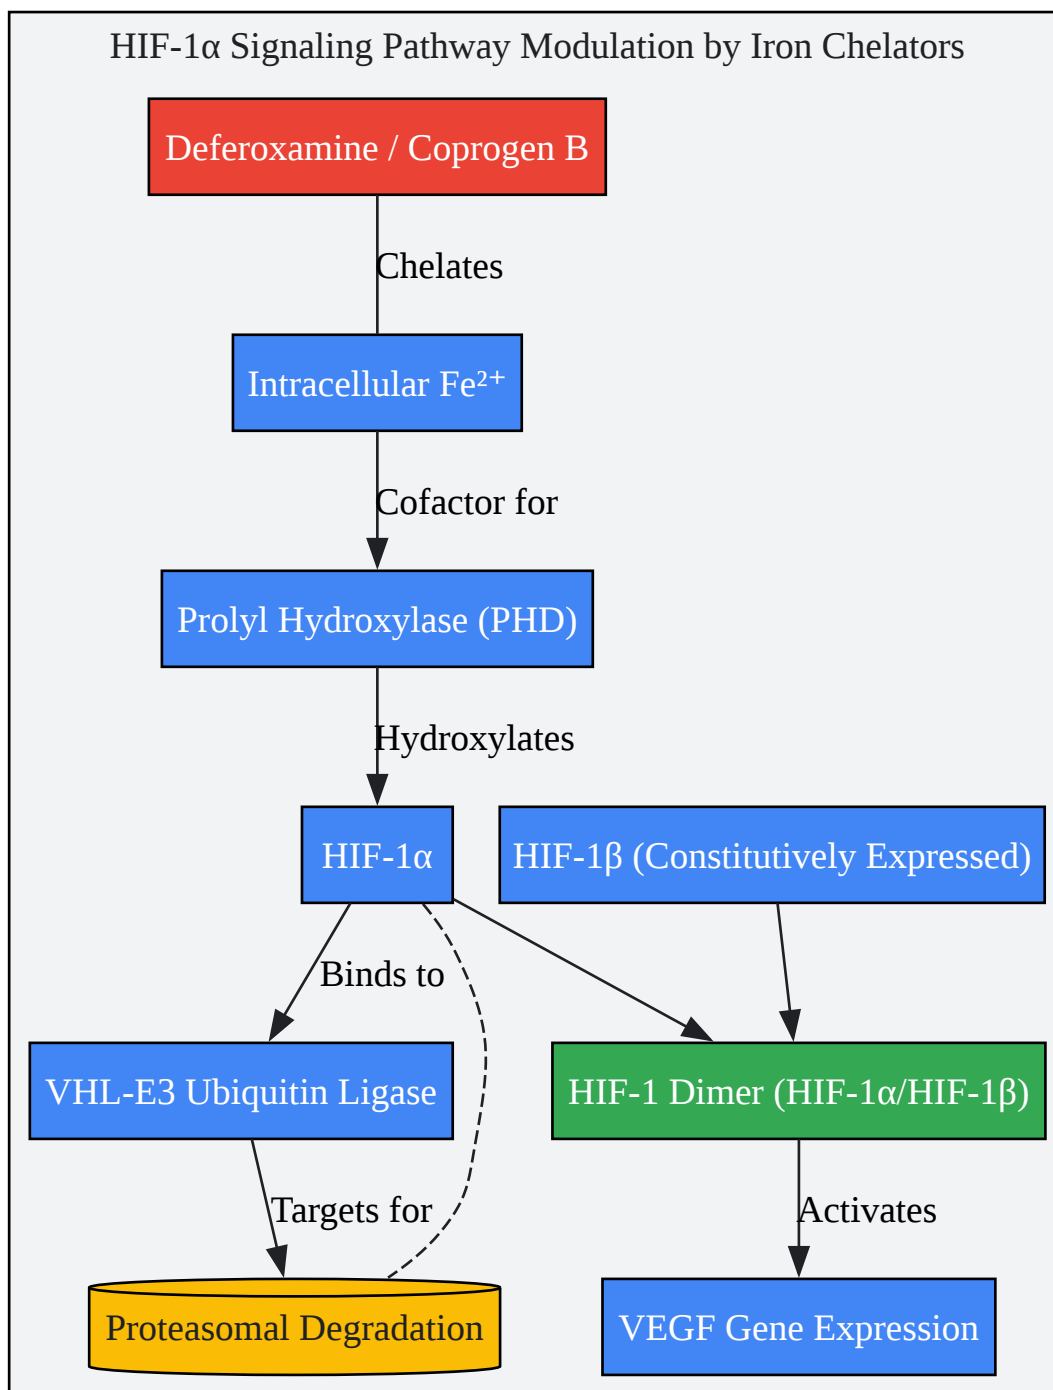 HIF-1α Signaling Pathway Modulation by Iron Chelators
Deferoxamine / Coprogen B
Chelates
Intracellular Fe²⁺
Cofactor for
Prolyl Hydroxylase (PHD)
Hydroxylates
HIF-1α
HIF-1β (Constitutively Expressed)
Binds to
VHL-E3 Ubiquitin Ligase
HIF-1 Dimer (HIF-1α/HIF-1β)
Targets for
Activates
Proteasomal Degradation
VEGF Gene Expression